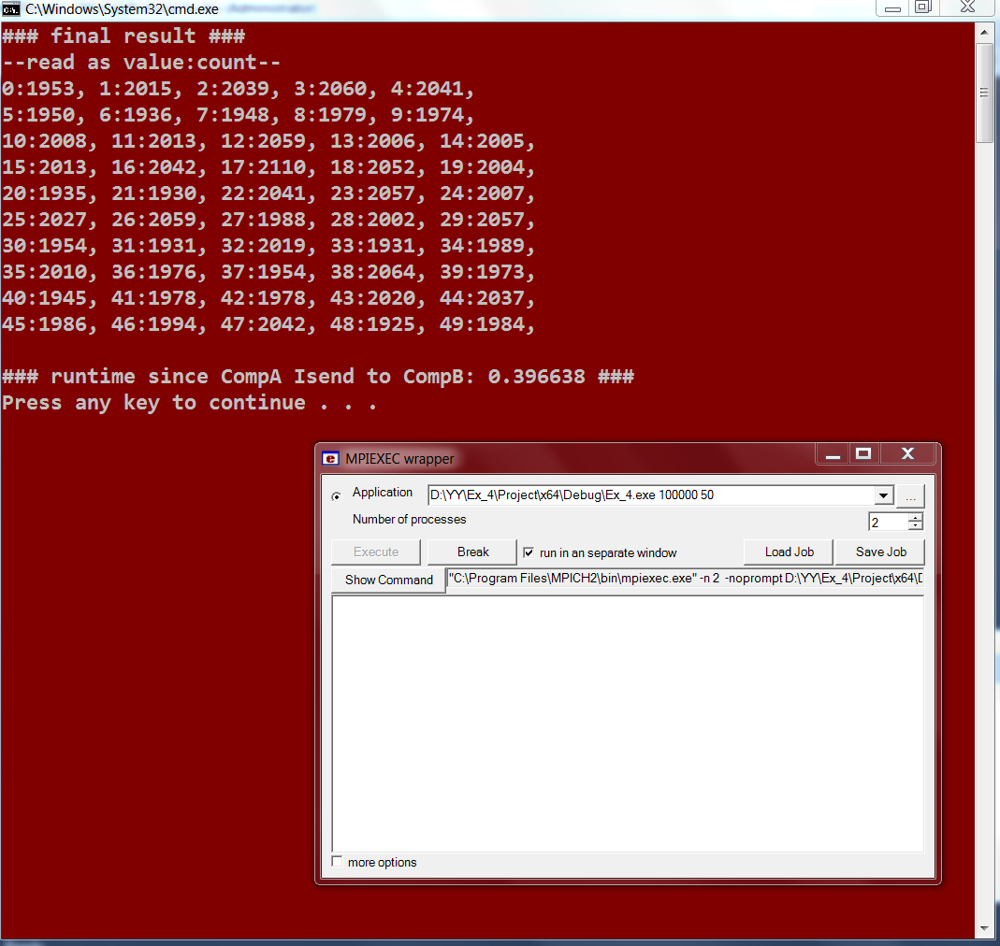 C:\Windows\System32\cmd.exe
### final result ###
--read as value:count--
0:1953, 1:2015, 2:2039, 3:2060, 4:2041,
5:1950, 6:1936, 7:1948, 8:1979, 9:1974,
10:2008, 11:2013, 12:2059, 13:2006, 14:2005,
15:2013, 16:2042, 17:2110, 18:2052, 19:2004,
20:1935, 21:1930, 22:2041, 23:2057, 24:2007,
25:2027, 26:2059, 27:1988, 28:2002, 29:2057,
30:1954, 31:1931, 32:2019, 33:1931, 34:1989,
35:2010, 36:1976, 37:1954, 38:2064, 39:1973,
40:1945, 41:1978, 42:1978, 43:2020, 44:2037,
45:1986, 46:1994, 47:2042, 48:1925, 49:1984,
### runtime since CompA Isend to CompB: 0.396638 ###
Press any key to continue . . .
MPIEXEC wrapper
Application D:\YY\Ex_4\Project\x64\Debug\Ex_4.exe 100000 50 ...
Number of processes 2
Execute Break run in an separate window Load Job Save Job
Show Command "C:\Program Files\MPICH2\bin\mpiexec.exe" -n 2 -noprompt D:\YY\Ex_4\Project\x64\
more options